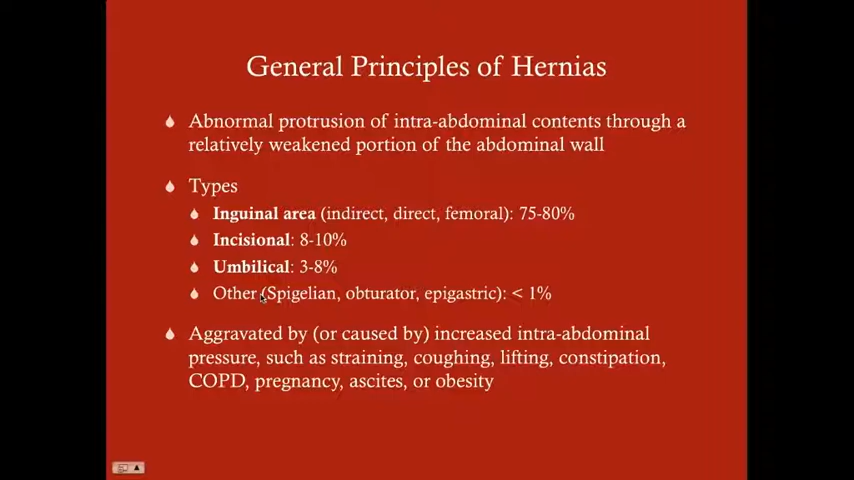 General Principles of Hernias
Abnormal protrusion of intra-abdominal contents through a
relatively weakened portion of the abdominal wall
Types
Inguinal area (indirect, direct, femoral): 75-80%
Incisional: 8-10%
Umbilical: 3-8%
Other (Spigelian, obturator, epigastric): < 1%
Aggravated by (or caused by) increased intra-abdominal
pressure, such as straining, coughing, lifting, constipation,
COPD, pregnancy, ascites, or obesity